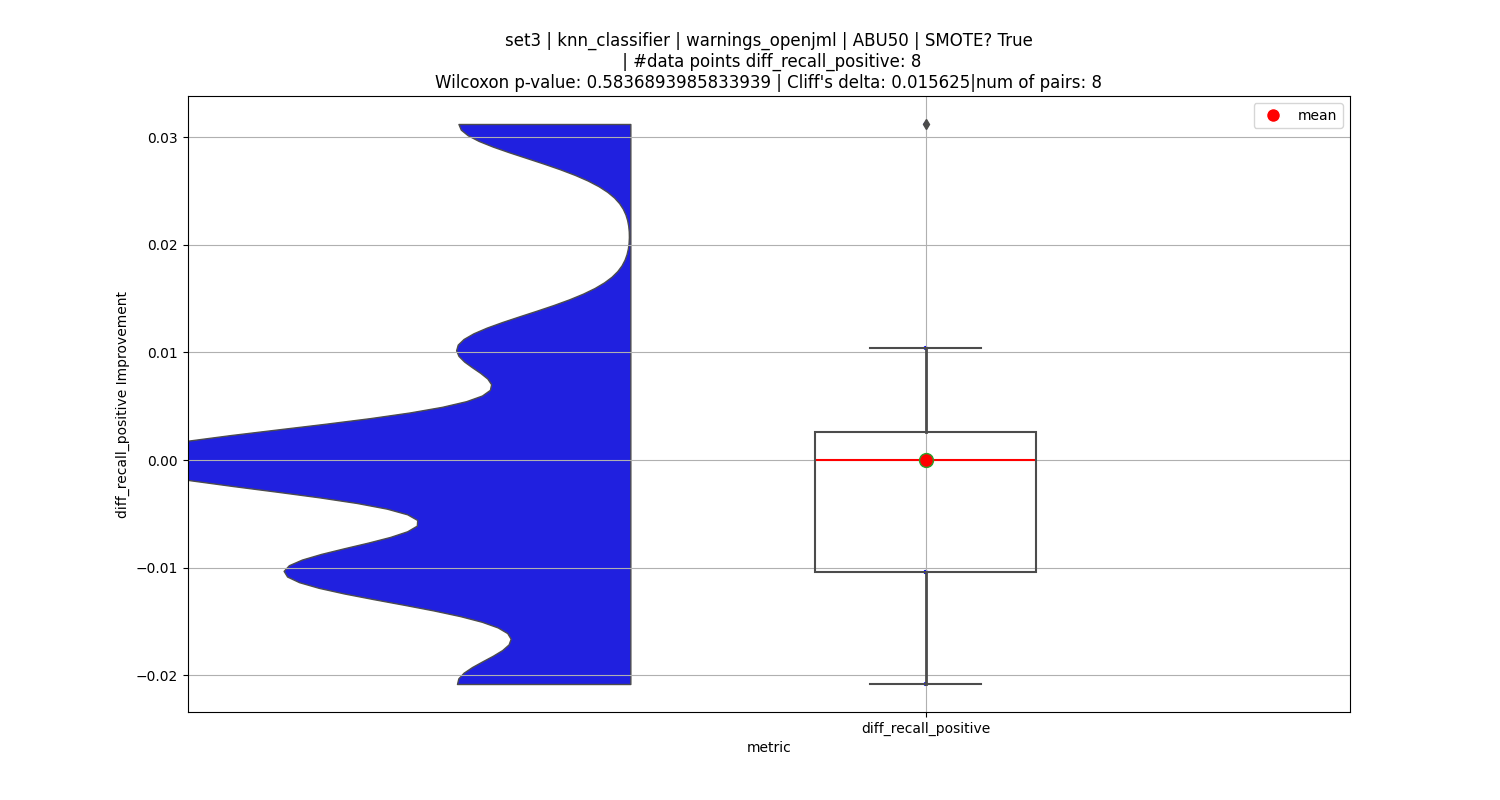 set3 | knn_classifier | warnings_openjml | ABU50 | SMOTE? True
| #data points diff_recall_positive: 8
Wilcoxon p-value: 0.5836893985833939 | Cliff's delta: 0.015625|num of pairs: 8
mean
0.03
0.02
0.01
0.00
−0.01
−0.02
diff_recall_positive Improvement
diff_recall_positive
metric